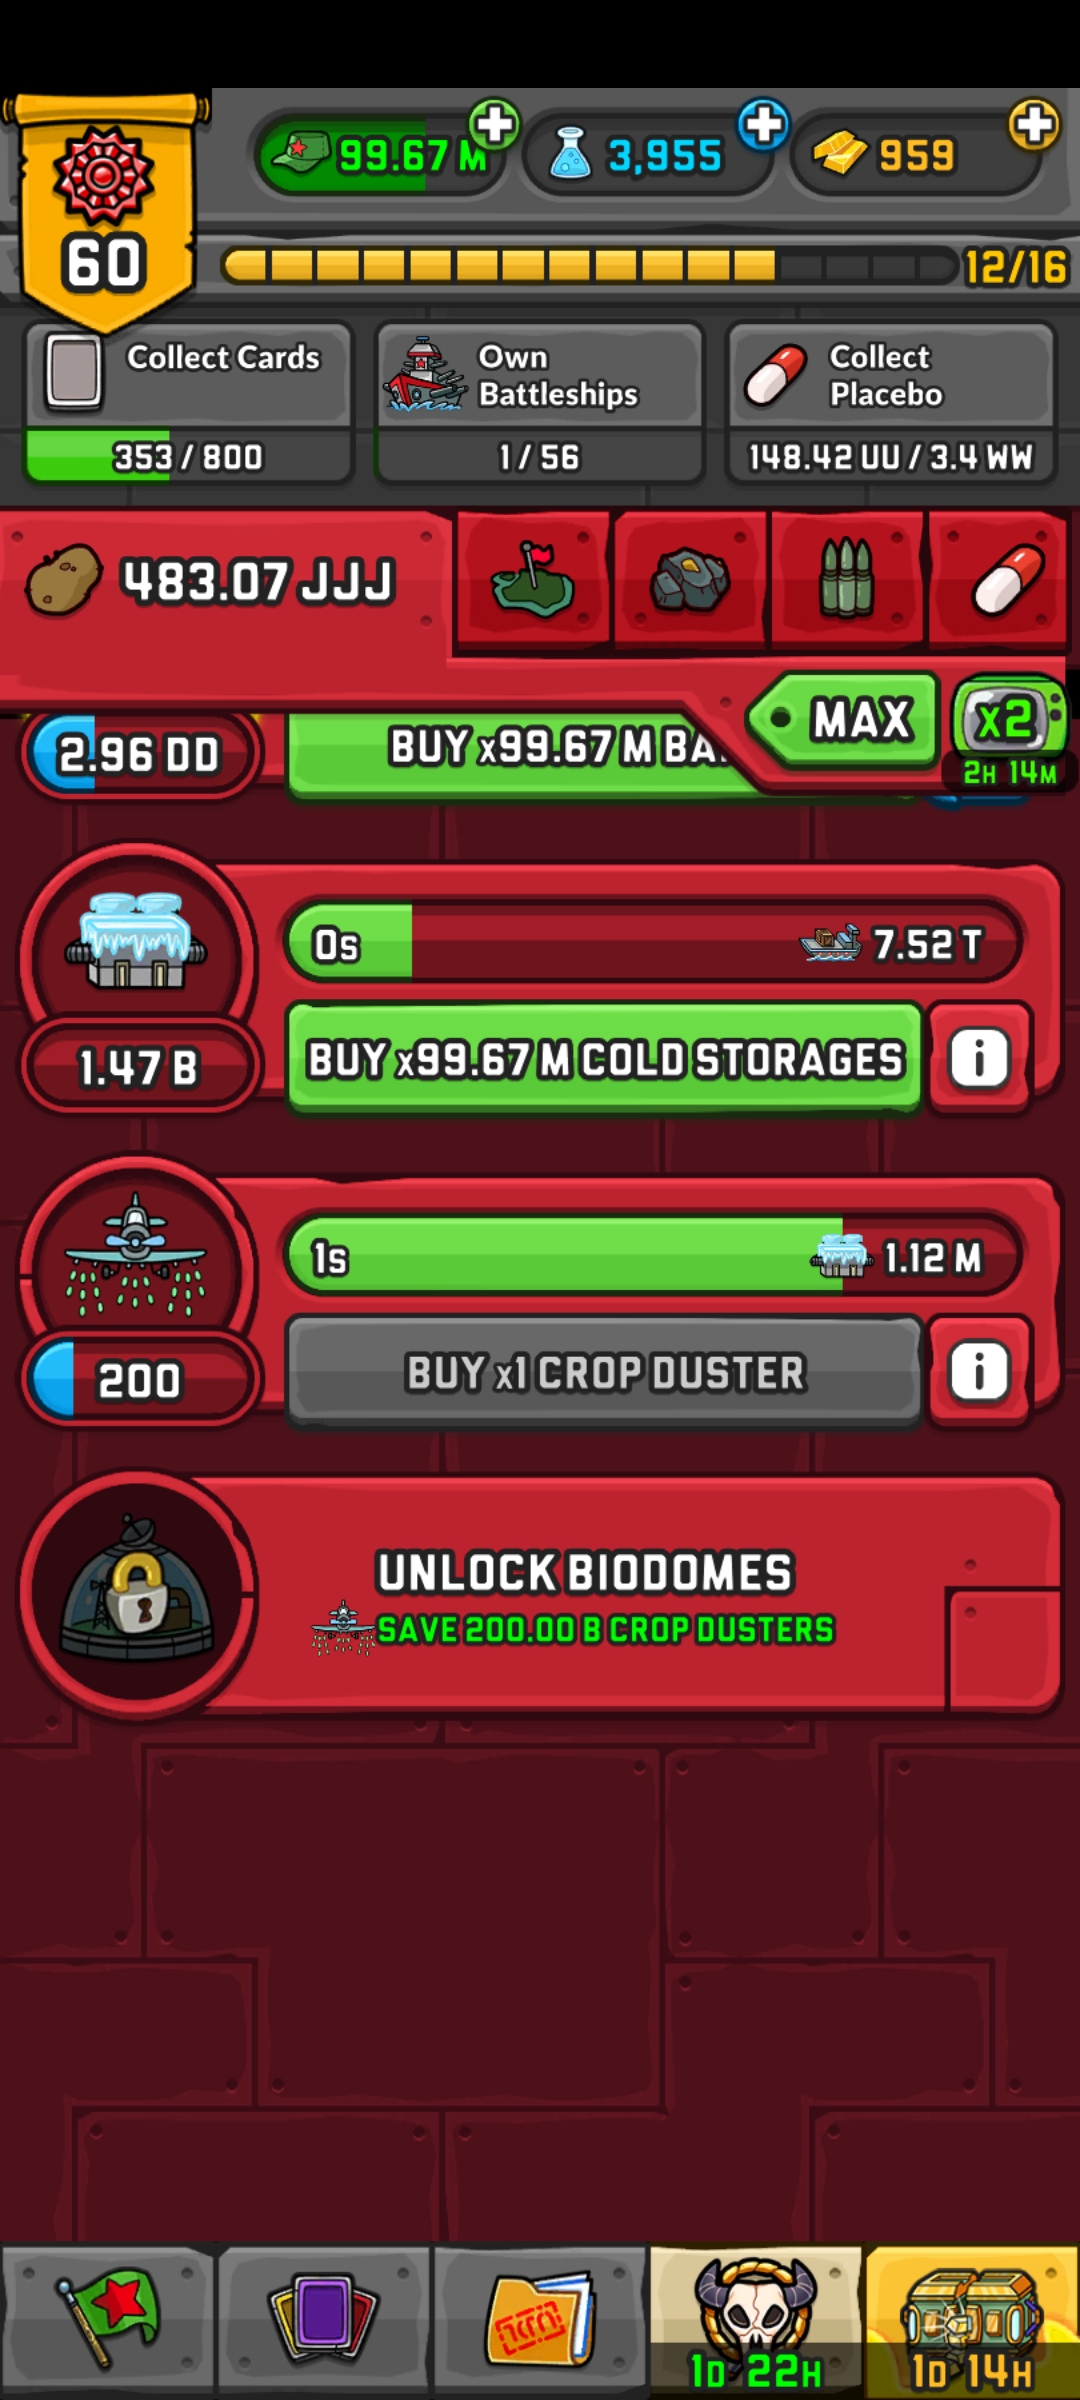 60
99.67 M
3,955
959
12/16
Collect Cards
353 / 800
Own
Battleships
1 / 56
Collect
Placebo
148.42 UU / 3.4 WW
483.07 JJJ
MAX
x2
2H 14M
2.96 DD
BUY x99.67 M BA
0s
7.52 T
1.47 B
BUY x99.67 M COLD STORAGES
i
1s
1.12 M
200
BUY x1 CROP DUSTER
i
UNLOCK BIODOMES
SAVE 200.00 B CROP DUSTERS
1D 22H
1D 14H